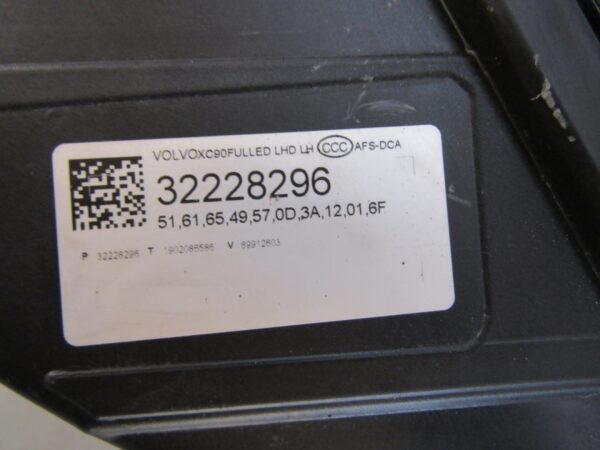 VOLVOXC90FULLED LHD LH CCC AFS-DCA
32228296
51,61,65,49,57,0D,3A,12,01,6F
P 32228296 T 1902086586 V 89912603